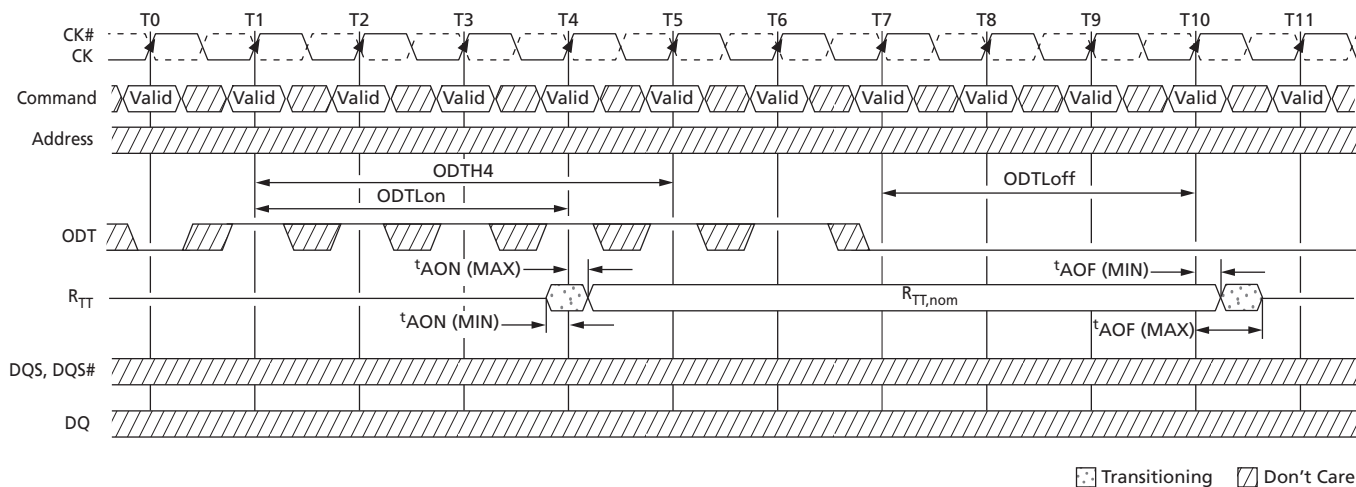 T0 T1 T2 T3 T4 T5 T6 T7 T8 T9 T10 T11
CK#
CK
Command Valid Valid Valid Valid Valid Valid Valid Valid Valid Valid Valid Valid
Address
ODTH4
ODTLoff
ODTLon
ODT
tAON (MAX) tAOF (MIN)
RTT RTT,nom
tAON (MIN) tAOF (MAX)
DQS, DQS#
DQ
Transitioning Don't Care